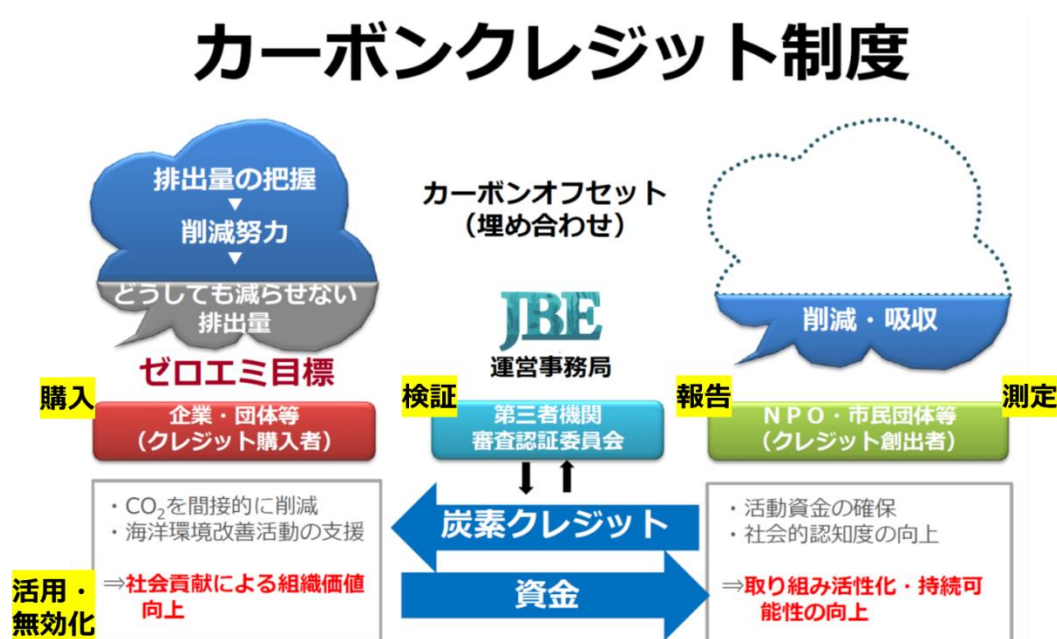 カーボンクレジット制度
排出量の把握
▼
削減努力
▼
どうしても減らせない
排出量
ゼロエミ目標
購入
企業・団体等
（クレジット購入者）
・CO₂を間接的に削減
・海洋環境改善活動の支援
⇒社会貢献による組織価値
向上
活用・
無効化
カーボンオフセット
（埋め合わせ）
JBE
運営事務局
検証
第三者機関
審査認証委員会
炭素クレジット
資金
削減・吸収
報告
測定
NPO・市民団体等
（クレジット創出者）
・活動資金の確保
・社会的認知度の向上
⇒取り組み活性化・持続可
能性の向上